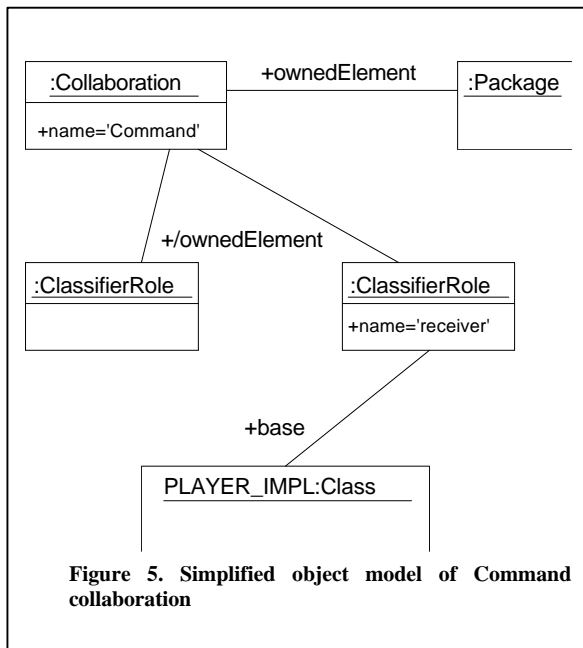 +ownedElement
:Collaboration
:Package
+name='Command'
+/ownedElement
:ClassifierRole
:ClassifierRole
+name='receiver'
+base
PLAYER_IMPL:Class
Figure 5. Simplified object model of Command
collaboration